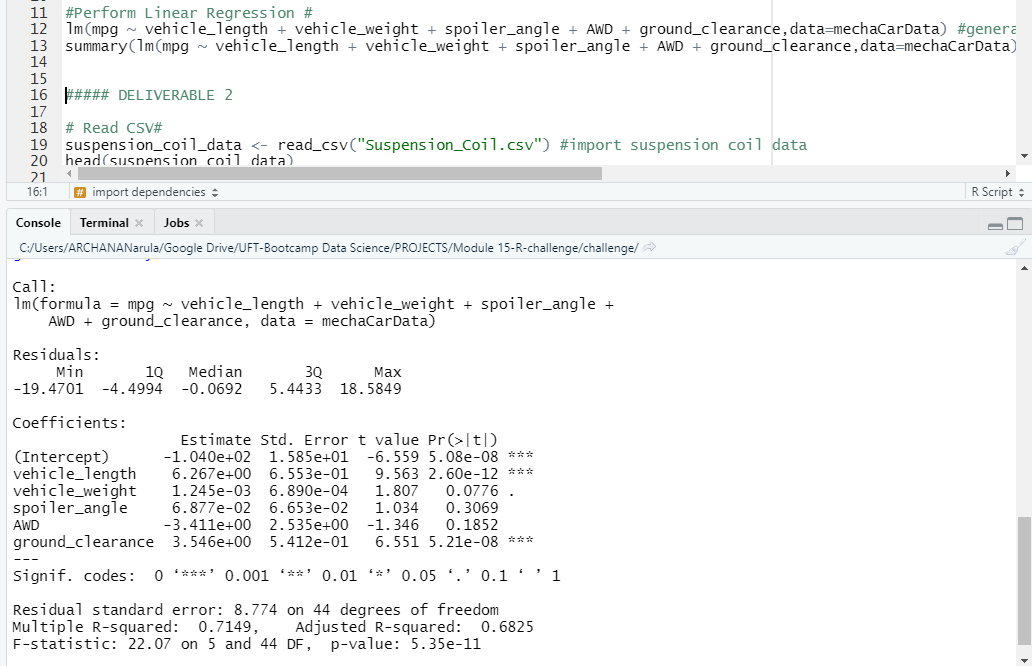 11 #Perform Linear Regression #
12 lm(mpg ~ vehicle_length + vehicle_weight + spoiler_angle + AWD + ground_clearance,data=mechaCarData) #genera
13 summary(lm(mpg ~ vehicle_length + vehicle_weight + spoiler_angle + AWD + ground_clearance,data=mechaCarData)
14
15
16 ##### DELIVERABLE 2
17
18 # Read CSV#
19 suspension_coil_data <- read_csv("Suspension_Coil.csv") #import suspension coil data
20 head(suspension_coil_data)
21
16:1 # import dependencies R Script
Console Terminal Jobs
C:/Users/ARCHANANarula/Google Drive/UFT-Bootcamp Data Science/PROJECTS/Module 15-R-challenge/challenge/
Call:
lm(formula = mpg ~ vehicle_length + vehicle_weight + spoiler_angle +
    AWD + ground_clearance, data = mechaCarData)
Residuals:
     Min       1Q   Median       3Q      Max
-19.4701  -4.4994  -0.0692   5.4433  18.5849
Coefficients:
                   Estimate Std. Error t value Pr(>|t|)
(Intercept)      -1.040e+02  1.585e+01  -6.559 5.08e-08 ***
vehicle_length    6.267e+00  6.553e-01   9.563 2.60e-12 ***
vehicle_weight    1.245e-03  6.890e-04   1.807   0.0776 .
spoiler_angle     6.877e-02  6.653e-02   1.034   0.3069
AWD              -3.411e+00  2.535e+00  -1.346   0.1852
ground_clearance  3.546e+00  5.412e-01   6.551 5.21e-08 ***
---
Signif. codes:  0 ‘***’ 0.001 ‘**’ 0.01 ‘*’ 0.05 ‘.’ 0.1 ‘ ’ 1
Residual standard error: 8.774 on 44 degrees of freedom
Multiple R-squared:  0.7149,    Adjusted R-squared:  0.6825
F-statistic: 22.07 on 5 and 44 DF,  p-value: 5.35e-11